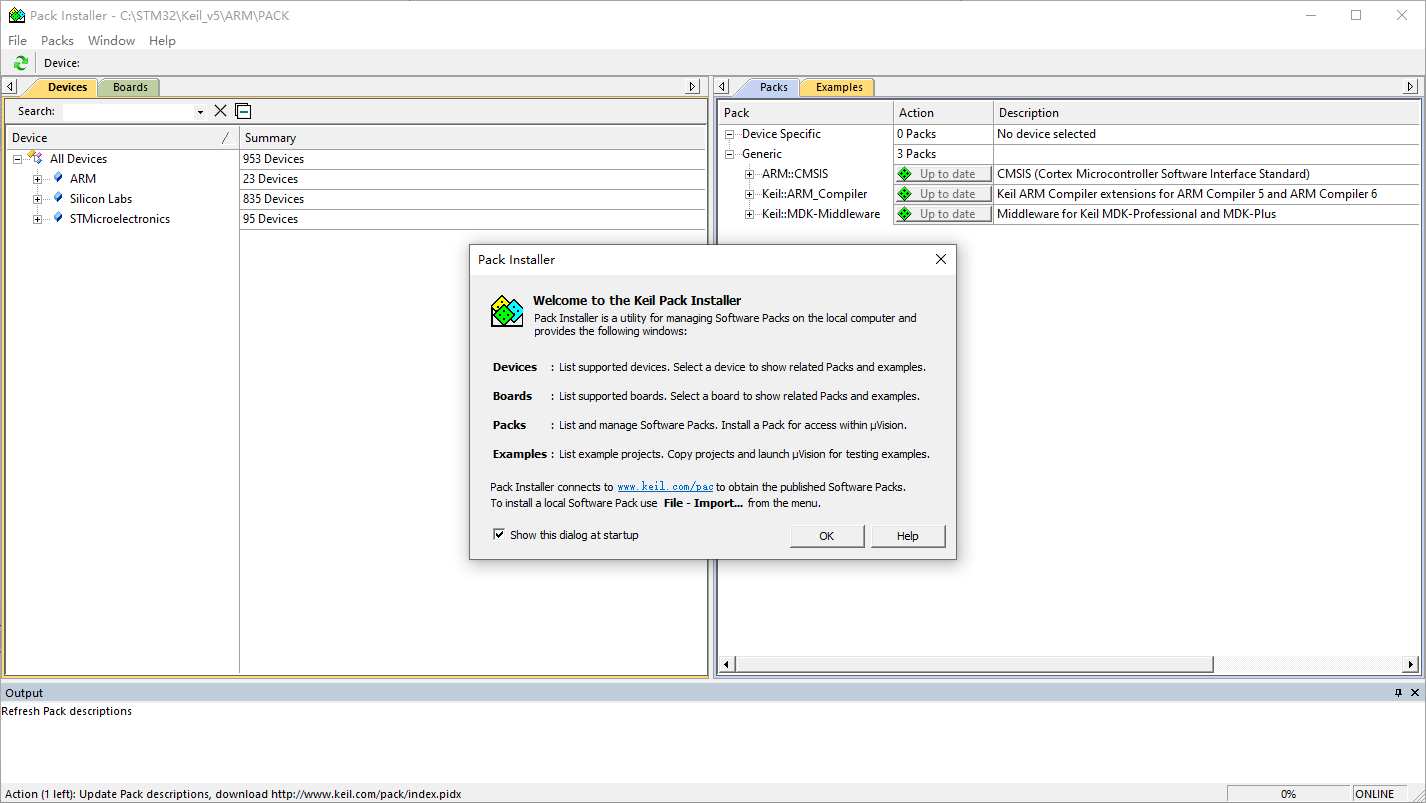 Pack Installer - C:\STM32\Keil_v5\ARM\PACK
File Packs Window Help
Device:
Devices Boards
Search:
Device Summary
All Devices 953 Devices
ARM 23 Devices
Silicon Labs 835 Devices
STMicroelectronics 95 Devices
Packs Examples
Pack Action Description
Device Specific 0 Packs No device selected
Generic 3 Packs
ARM::CMSIS Up to date CMSIS (Cortex Microcontroller Software Interface Standard)
Keil::ARM_Compiler Up to date Keil ARM Compiler extensions for ARM Compiler 5 and ARM Compiler 6
Keil::MDK-Middleware Up to date Middleware for Keil MDK-Professional and MDK-Plus
Pack Installer
Welcome to the Keil Pack Installer
Pack Installer is a utility for managing Software Packs on the local computer and
provides the following windows:
Devices : List supported devices. Select a device to show related Packs and examples.
Boards : List supported boards. Select a board to show related Packs and examples.
Packs : List and manage Software Packs. Install a Pack for access within µVision.
Examples : List example projects. Copy projects and launch µVision for testing examples.
Pack Installer connects to www.keil.com/pac to obtain the published Software Packs.
To install a local Software Pack use File - Import... from the menu.
Show this dialog at startup
OK Help
Output
Refresh Pack descriptions
Action (1 left): Update Pack descriptions, download http://www.keil.com/pack/index.pidx
0% ONLINE